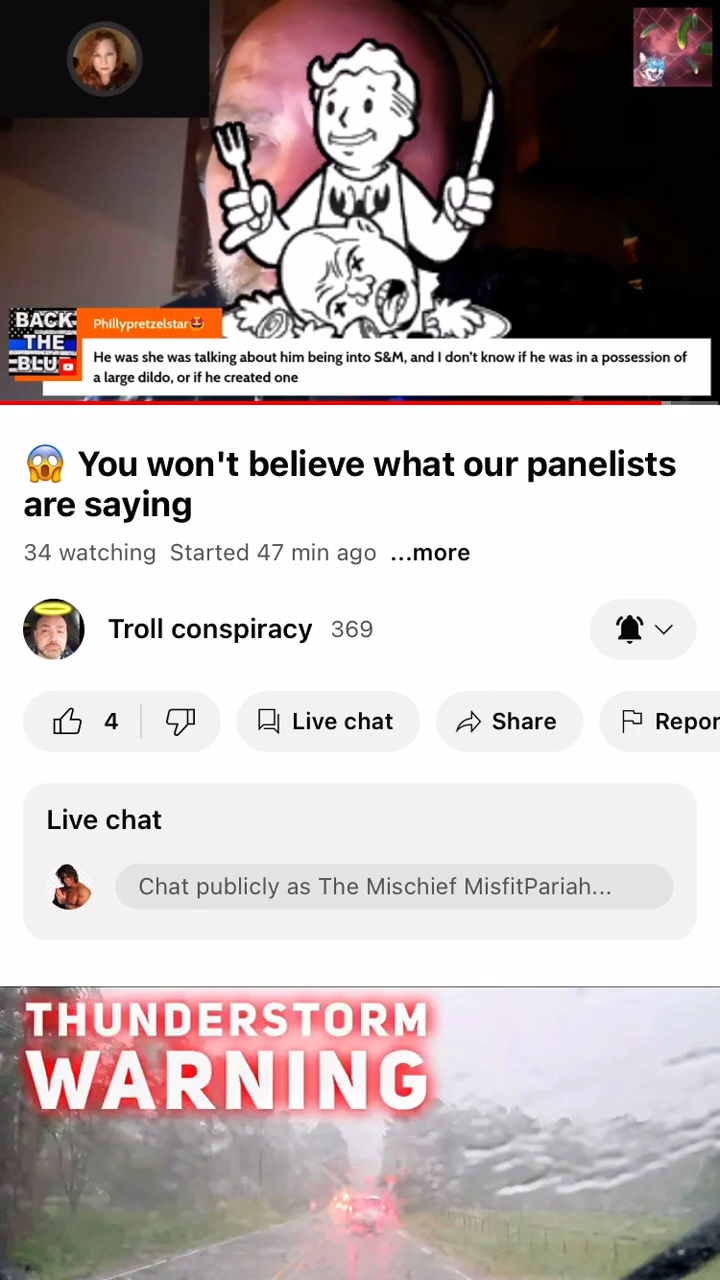 BACK
THE
BLU
Phillypretzelstar🤩
He was she was talking about him being into S&M, and I don't know if he was in a possession of
a large dildo, or if he created one
😱 You won't believe what our panelists
are saying
34 watching Started 47 min ago ...more
Troll conspiracy 369
4 Live chat Share Repor
Live chat
Chat publicly as The Mischief MisfitPariah...
THUNDERSTORM
WARNING